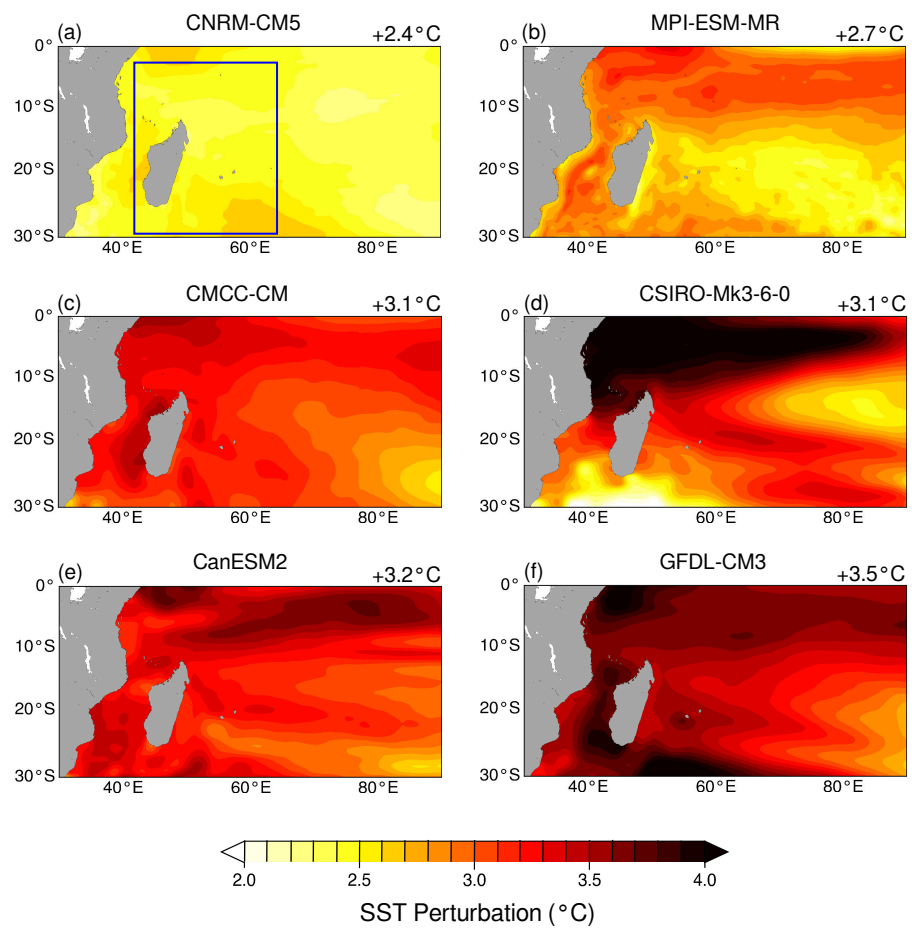 CNRM-CM5
MPI-ESM-MR
(a) +2.4°C
(b) +2.7°C
0° 0°
10°S 10°S
20°S 20°S
30°S 30°S
40°E 60°E 80°E 40°E 60°E 80°E
CMCC-CM
CSIRO-Mk3-6-0
(c) +3.1°C
(d) +3.1°C
0° 0°
10°S 10°S
20°S 20°S
30°S 30°S
40°E 60°E 80°E 40°E 60°E 80°E
CanESM2
GFDL-CM3
(e) +3.2°C
(f) +3.5°C
0° 0°
10°S 10°S
20°S 20°S
30°S 30°S
40°E 60°E 80°E 40°E 60°E 80°E
2.0 2.5 3.0 3.5 4.0
SST Perturbation (°C)